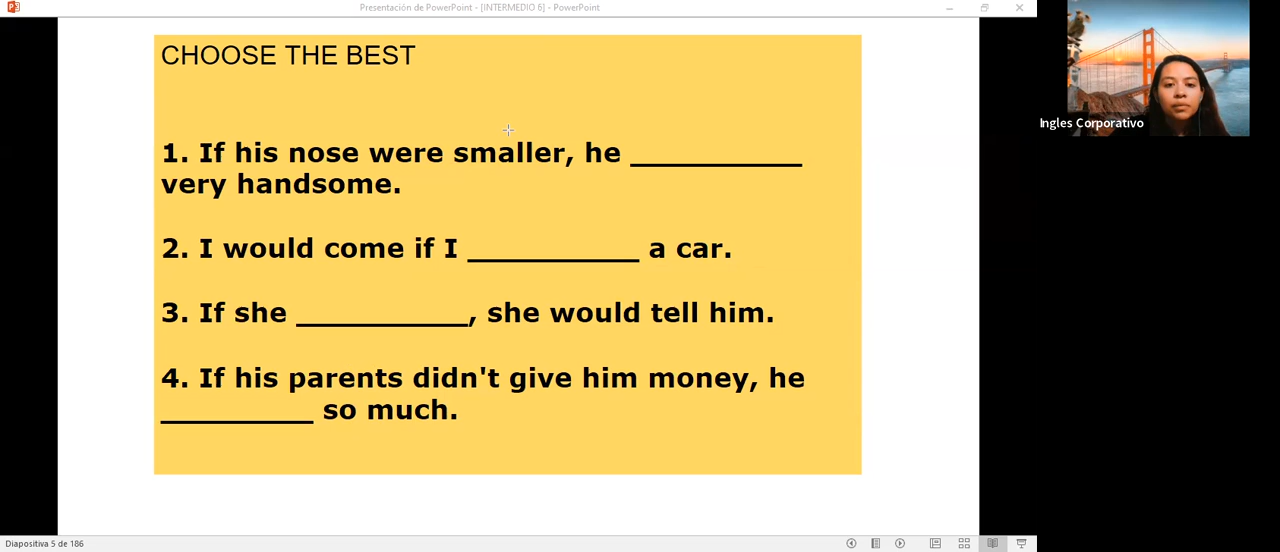 Presentación de PowerPoint - [INTERMEDIO 6] - PowerPoint
CHOOSE THE BEST
1. If his nose were smaller, he __________
very handsome.
2. I would come if I __________ a car.
3. If she __________, she would tell him.
4. If his parents didn't give him money, he
_________ so much.
Ingles Corporativo
Diapositiva 5 de 186